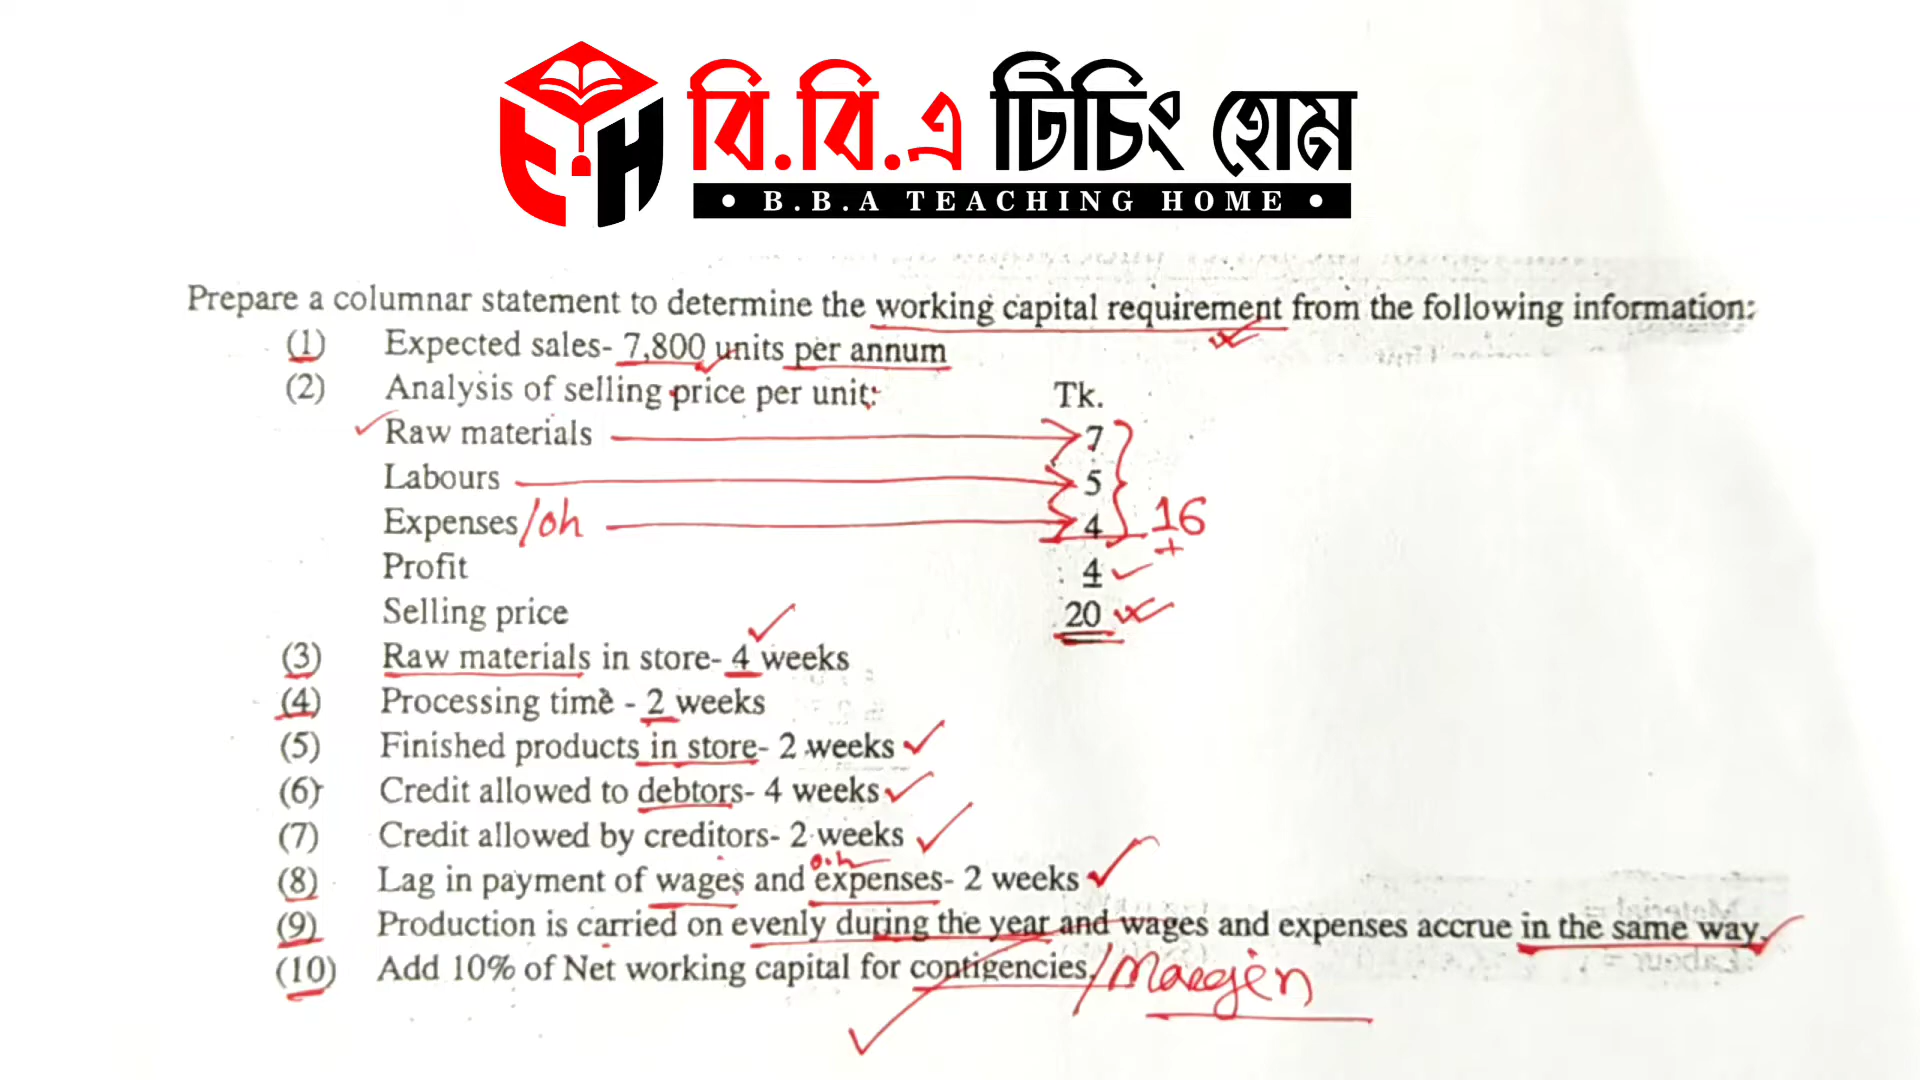 বি.বি.এ টিচিং হোম
• B.B.A TEACHING HOME •
Prepare a columnar statement to determine the working capital requirement from the following information:
(1) Expected sales- 7,800 units per annum
(2) Analysis of selling price per unit: Tk.
Raw materials 7
Labours 5
Expenses/oh 4 16
+
Profit 4
Selling price 20
(3) Raw materials in store- 4 weeks
(4) Processing time - 2 weeks
(5) Finished products in store- 2 weeks
(6) Credit allowed to debtors- 4 weeks
(7) Credit allowed by creditors- 2 weeks
o.h
(8) Lag in payment of wages and expenses- 2 weeks
(9) Production is carried on evenly during the year and wages and expenses accrue in the same way.
(10) Add 10% of Net working capital for contigencies./Margin